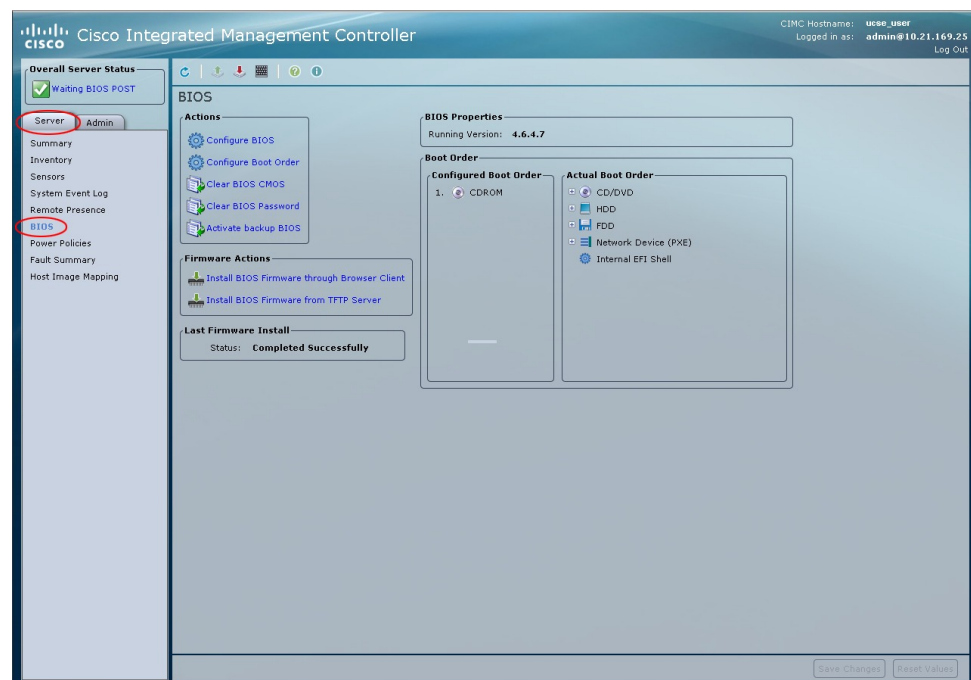 CISCO
Cisco Integrated Management Controller
CIMC Hostname: ucse_user
Logged in as: admin@10.21.169.25
Log Out
Overall Server Status
Waiting BIOS POST
Server
Admin
Summary
Inventory
Sensors
System Event Log
Remote Presence
BIOS
Power Policies
Fault Summary
Host Image Mapping
BIOS
Actions
Configure BIOS
Configure Boot Order
Clear BIOS CMOS
Clear BIOS Password
Activate backup BIOS
Firmware Actions
Install BIOS Firmware through Browser Client
Install BIOS Firmware from TFTP Server
Last Firmware Install
Status: Completed Successfully
BIOS Properties
Running Version: 4.6.4.7
Boot Order
Configured Boot Order
1. CDROM
Actual Boot Order
CD/DVD
HDD
FDD
Network Device (PXE)
Internal EFI Shell
Save Changes
Reset Values